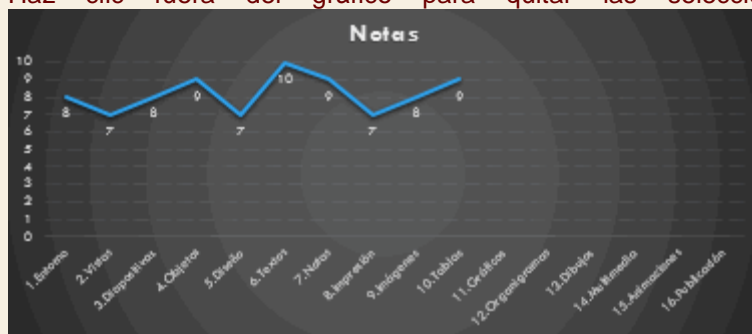 Haz clic fuera del gráfico para quitar las
Notas
10
9
8
7
6
5
4
3
2
1
0
8
7
8
9
7
10
9
7
8
9
1.Entorno
2.Vistas
3.Diapositivas
4.Objetos
5.Diseño
6.Textos
7.Notas
8.Impresión
9.Imágenes
10.Tablas
11.Gráficos
12.Organigramas
13.Dibujos
14.Multimedia
15.Animaciones
16.Publicación